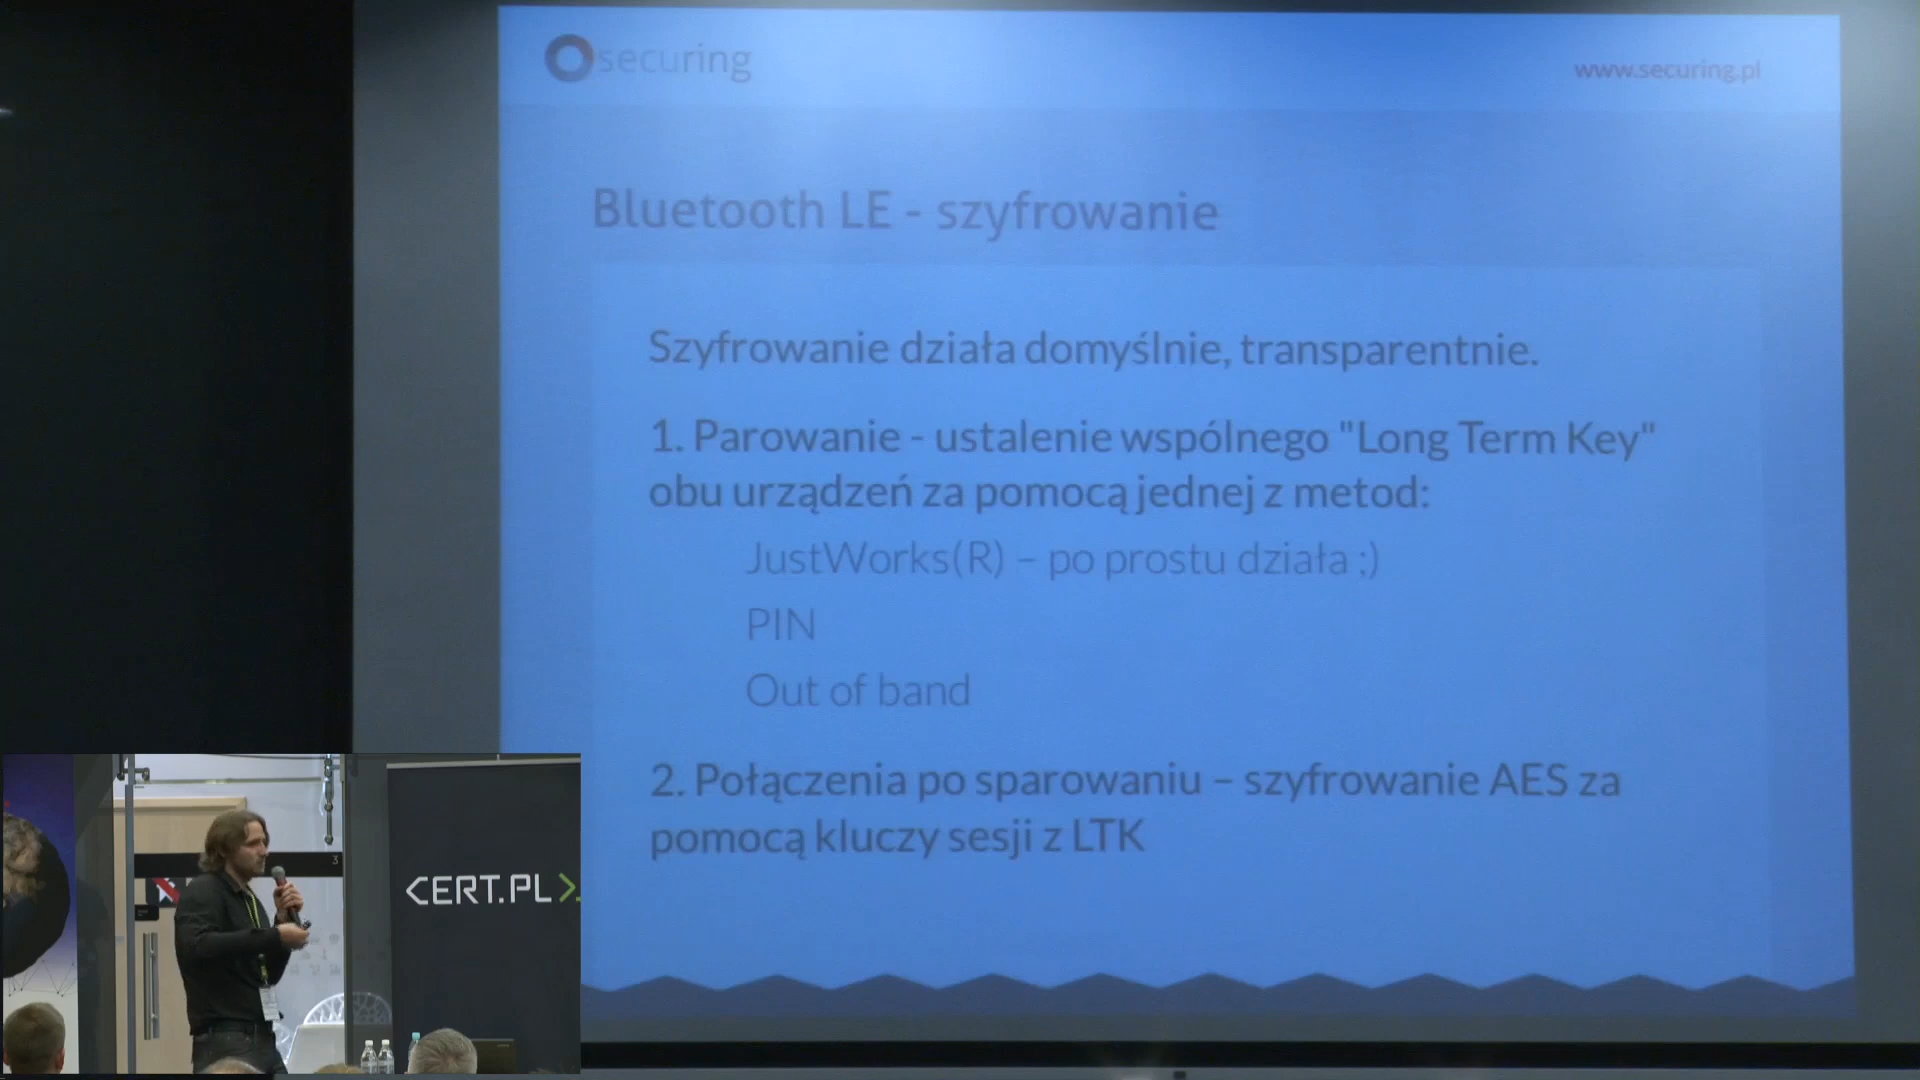 securing
www.securing.pl
Bluetooth LE - szyfrowanie
Szyfrowanie działa domyślnie, transparentnie.
1. Parowanie - ustalenie wspólnego "Long Term Key"
obu urządzeń za pomocą jednej z metod:
JustWorks(R) – po prostu działa ;)
PIN
Out of band
2. Połączenia po sparowaniu – szyfrowanie AES za
pomocą kluczy sesji z LTK
3
<CERT.PL>_